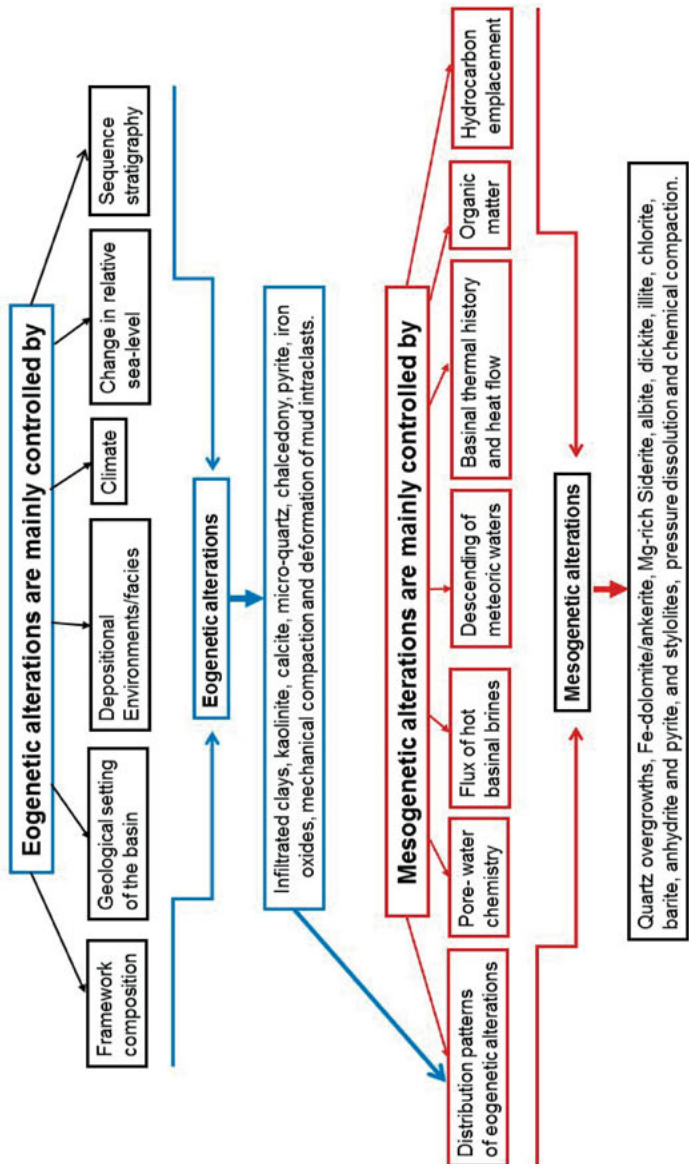 Eogenetic alterations are mainly controlled by
Framework
composition
Geological setting
of the basin
Depositional
Environments/facies
Climate
Change in relative
sea-level
Sequence
stratigraphy
Eogenetic alterations
Infiltrated clays, kaolinite, calcite, micro-quartz, chalcedony, pyrite, iron
oxides, mechanical compaction and deformation of mud intraclasts.
Mesogenetic alterations are mainly controlled by
Distribution patterns
of eogenetic alterations
Pore- water
chemistry
Flux of hot
basinal brines
Descending of
meteoric waters
Basinal thermal history
and heat flow
Organic
matter
Hydrocarbon
emplacement
Mesogenetic alterations
Quartz overgrowths, Fe-dolomite/ankerite, Mg-rich Siderite, albite, dickite, illite, chlorite,
barite, anhydrite and pyrite, and stylolites, pressure dissolution and chemical compaction.